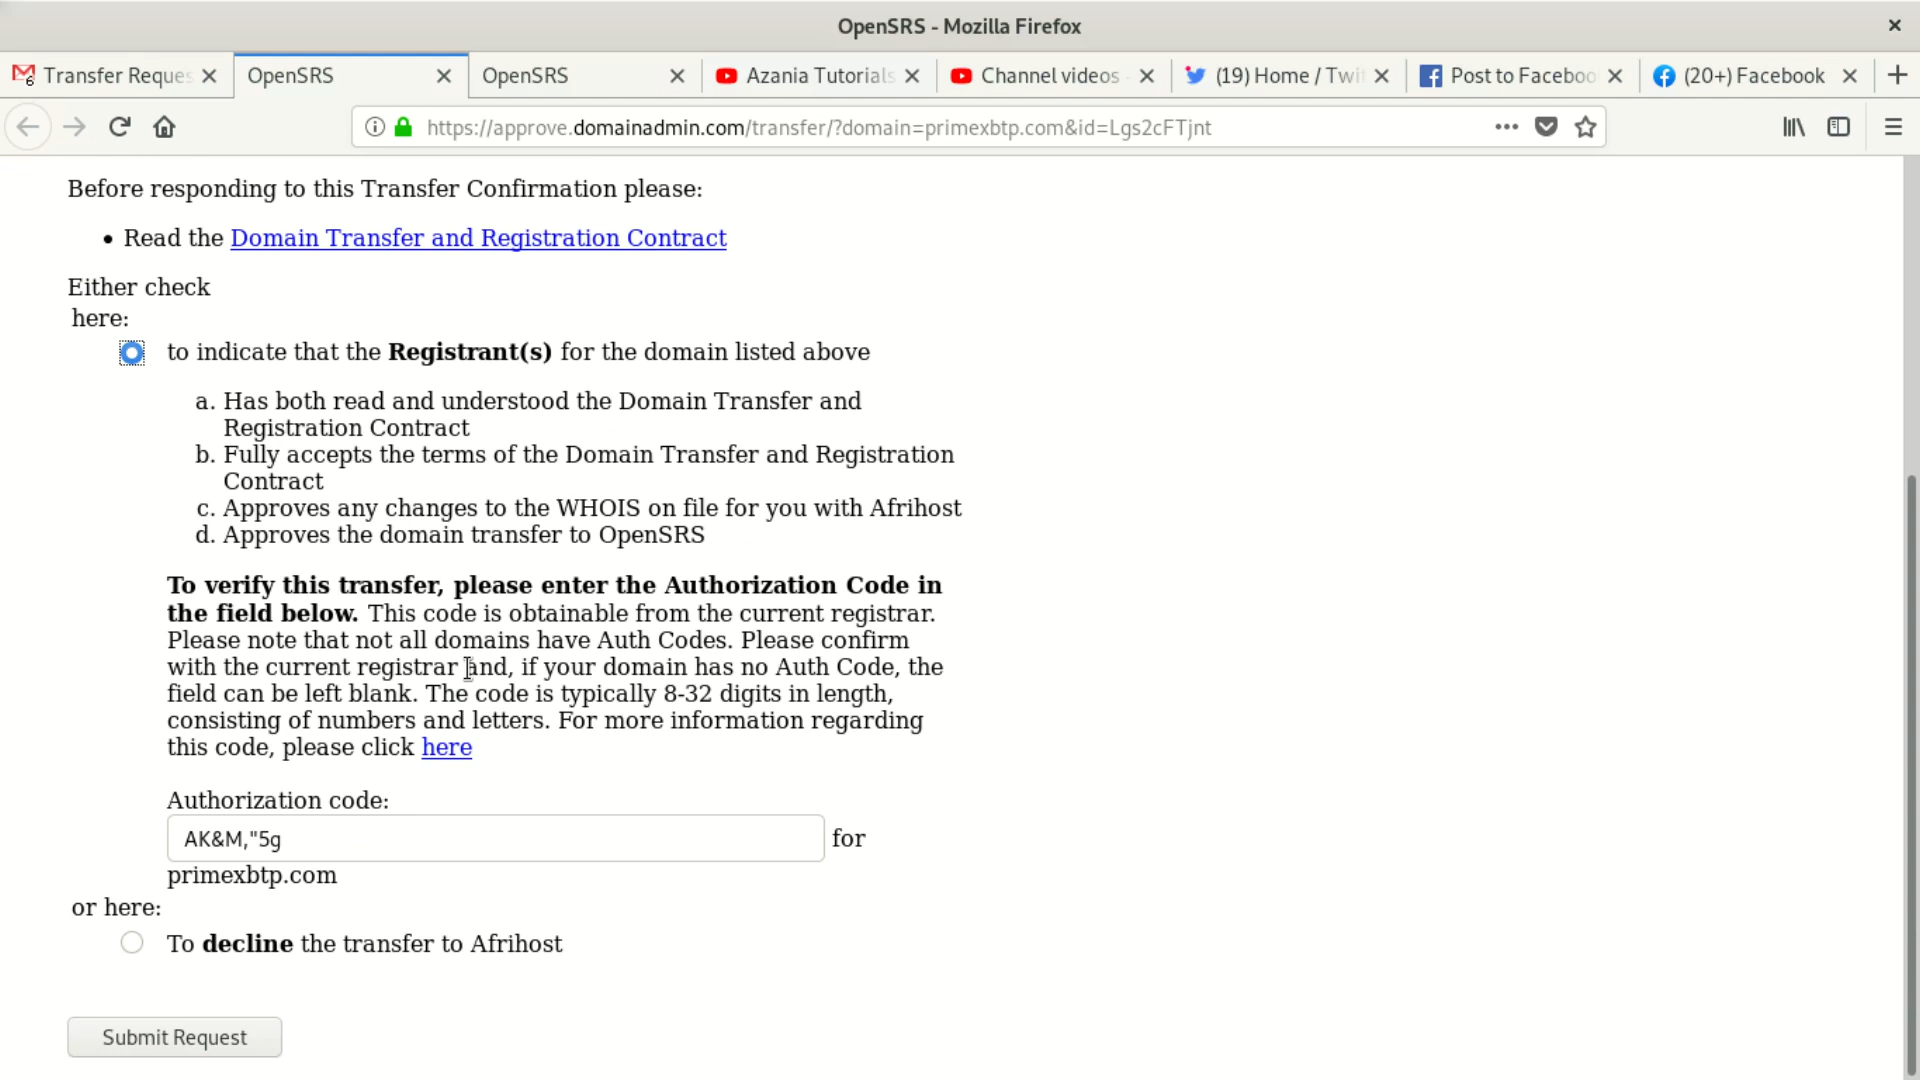 OpenSRS - Mozilla Firefox
Transfer Reques
OpenSRS
OpenSRS
Azania Tutorials
Channel videos -
(19) Home / Twit
Post to Faceboo
(20+) Facebook
https://approve.domainadmin.com/transfer/?domain=primexbtp.com&id=Lgs2cFTjnt
Before responding to this Transfer Confirmation please:
• Read the Domain Transfer and Registration Contract
Either check
here:
to indicate that the Registrant(s) for the domain listed above
a. Has both read and understood the Domain Transfer and
Registration Contract
b. Fully accepts the terms of the Domain Transfer and Registration
Contract
c. Approves any changes to the WHOIS on file for you with Afrihost
d. Approves the domain transfer to OpenSRS
To verify this transfer, please enter the Authorization Code in
the field below. This code is obtainable from the current registrar.
Please note that not all domains have Auth Codes. Please confirm
with the current registrar and, if your domain has no Auth Code, the
field can be left blank. The code is typically 8-32 digits in length,
consisting of numbers and letters. For more information regarding
this code, please click here
Authorization code:
AK&M,"5g
for
primexbtp.com
or here:
To decline the transfer to Afrihost
Submit Request